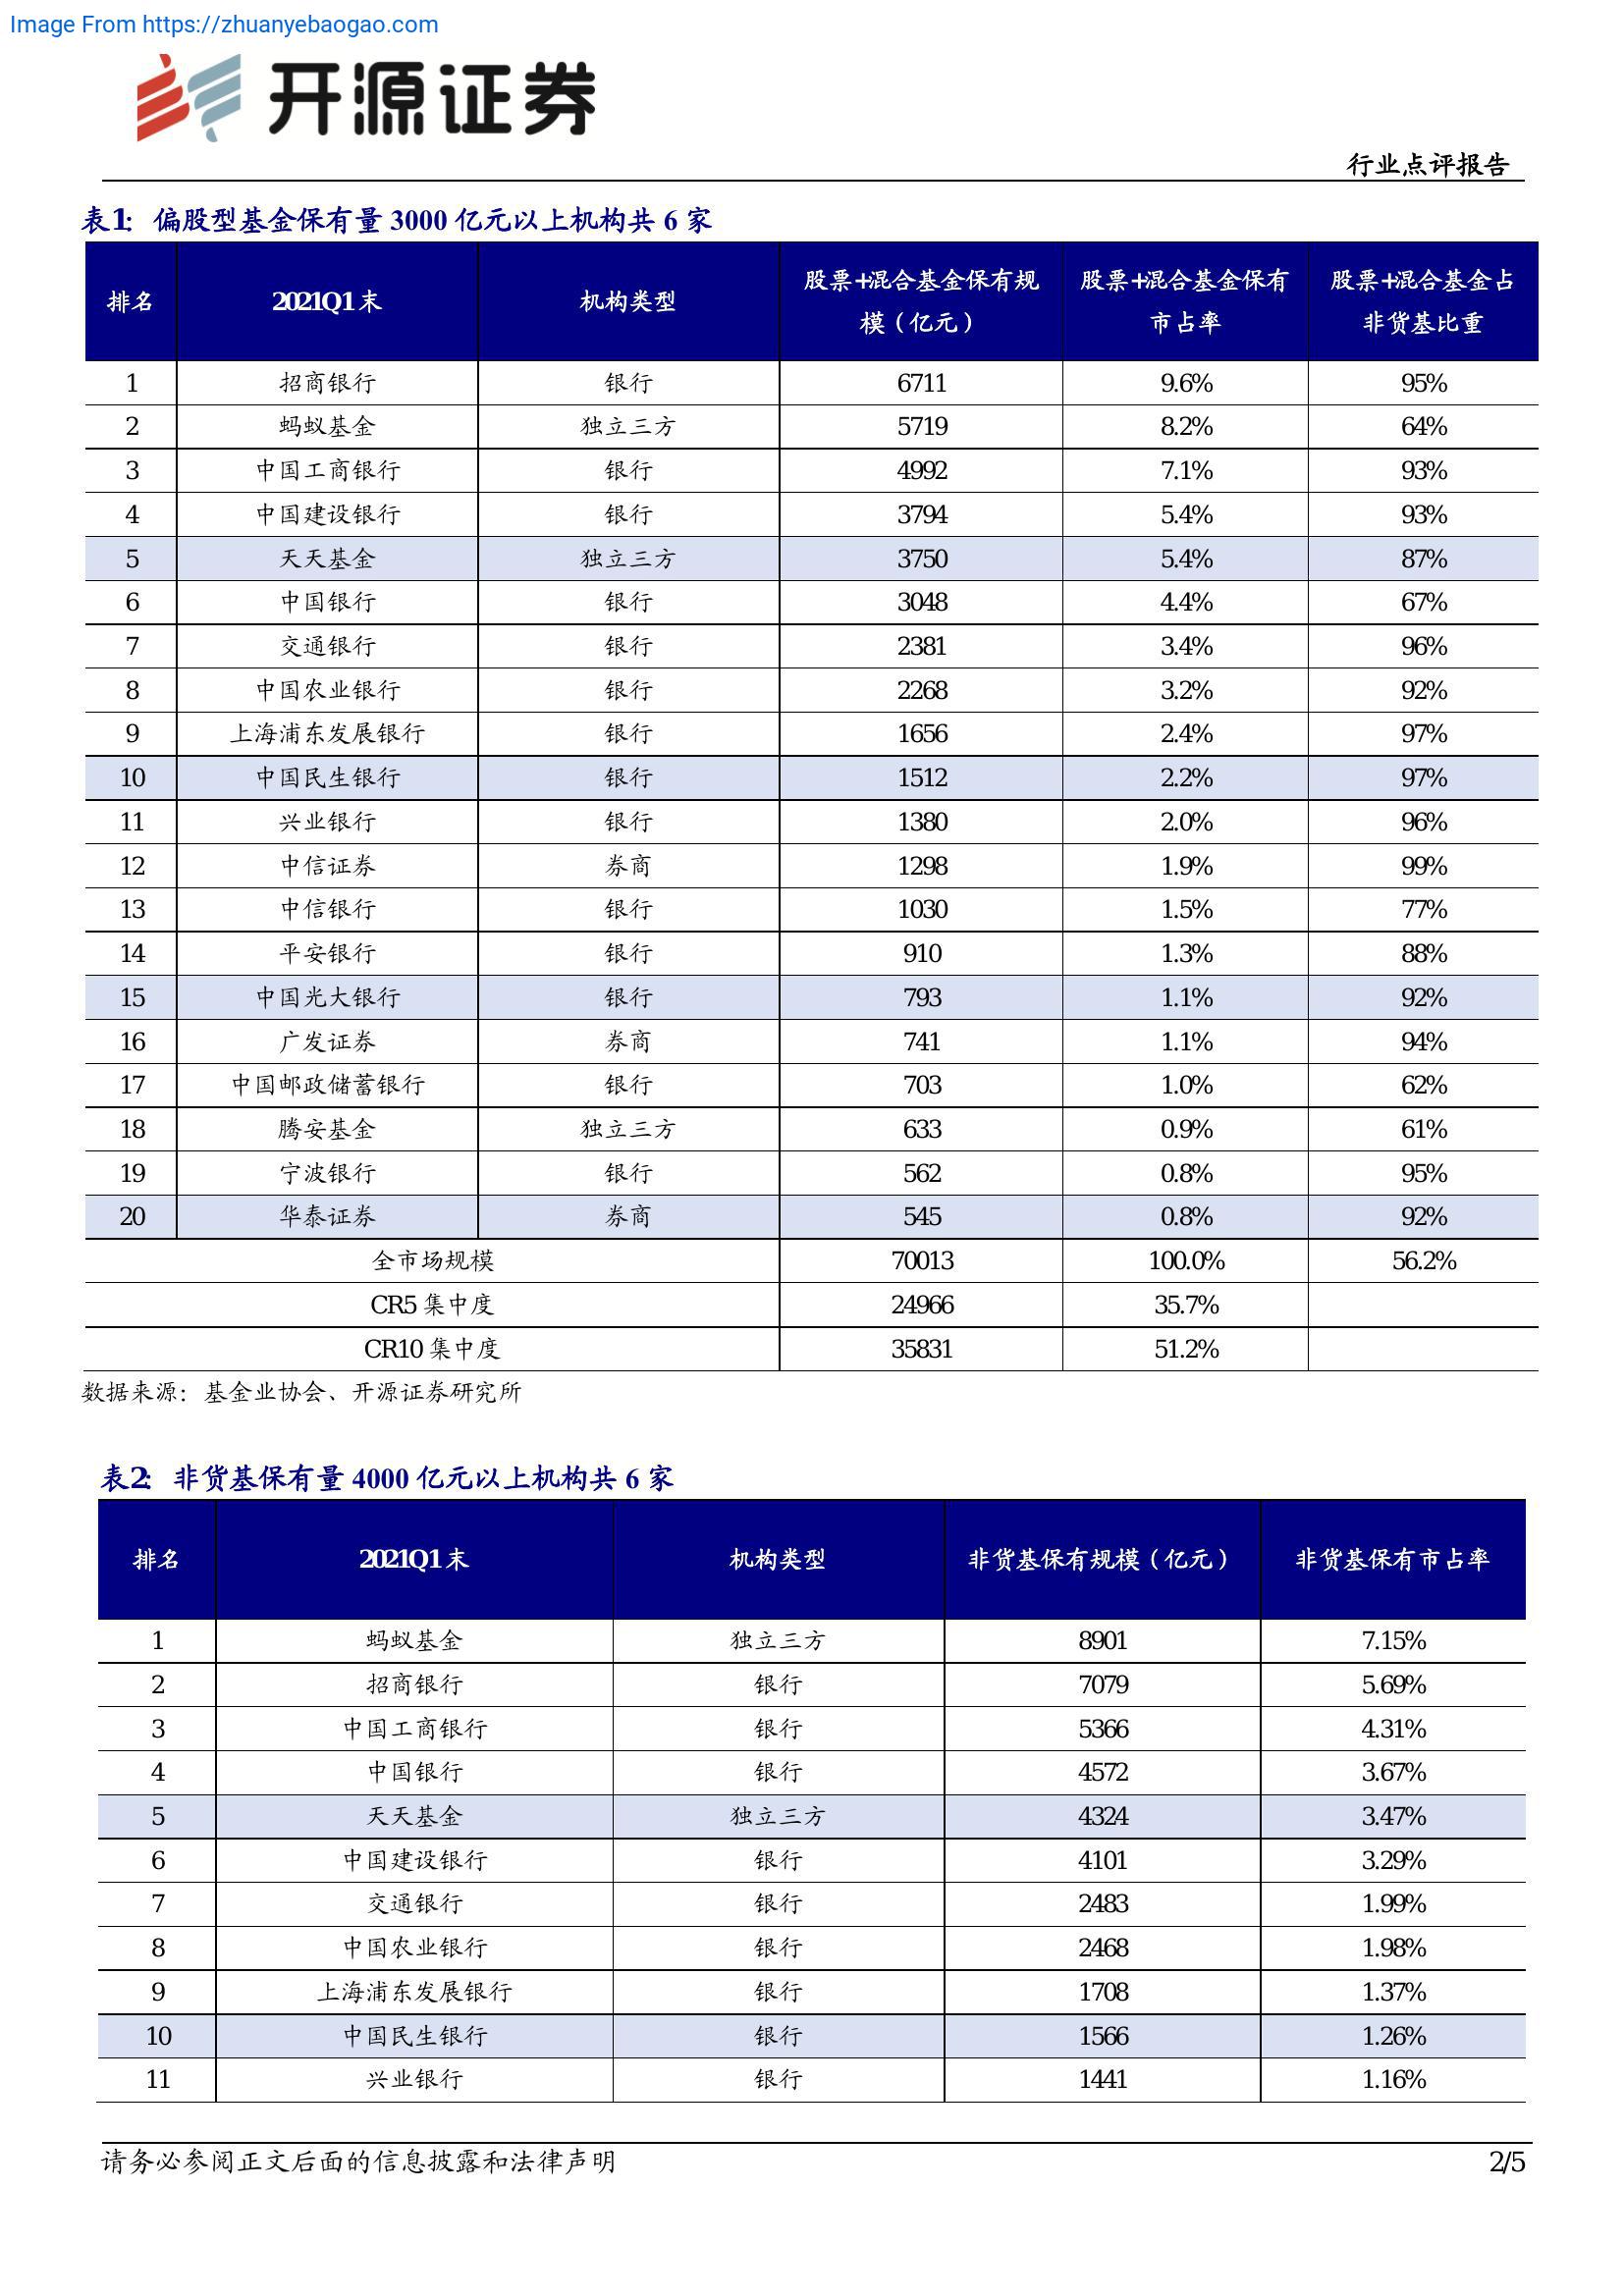 Image From https://zhuanyebaogao.com
开源证券
行业点评报告
表1: 偏股型基金保有量 3000 亿元以上机构共 6 家
排名 2021Q1 末 机构类型 股票+混合基金保有规模（亿元） 股票+混合基金保有市占率 股票+混合基金占非货基比重
1 招商银行 银行 6711 9.6% 95%
2 蚂蚁基金 独立三方 5719 8.2% 64%
3 中国工商银行 银行 4992 7.1% 93%
4 中国建设银行 银行 3794 5.4% 93%
5 天天基金 独立三方 3750 5.4% 87%
6 中国银行 银行 3048 4.4% 67%
7 交通银行 银行 2381 3.4% 96%
8 中国农业银行 银行 2268 3.2% 92%
9 上海浦东发展银行 银行 1656 2.4% 97%
10 中国民生银行 银行 1512 2.2% 97%
11 兴业银行 银行 1380 2.0% 96%
12 中信证券 券商 1298 1.9% 99%
13 中信银行 银行 1030 1.5% 77%
14 平安银行 银行 910 1.3% 88%
15 中国光大银行 银行 793 1.1% 92%
16 广发证券 券商 741 1.1% 94%
17 中国邮政储蓄银行 银行 703 1.0% 62%
18 腾安基金 独立三方 633 0.9% 61%
19 宁波银行 银行 562 0.8% 95%
20 华泰证券 券商 545 0.8% 92%
全市场规模 70013 100.0% 56.2%
CR5 集中度 24966 35.7%
CR10 集中度 35831 51.2%
数据来源：基金业协会、开源证券研究所
表2: 非货基保有量 4000 亿元以上机构共 6 家
排名 2021Q1 末 机构类型 非货基保有规模（亿元） 非货基保有市占率
1 蚂蚁基金 独立三方 8901 7.15%
2 招商银行 银行 7079 5.69%
3 中国工商银行 银行 5366 4.31%
4 中国银行 银行 4572 3.67%
5 天天基金 独立三方 4324 3.47%
6 中国建设银行 银行 4101 3.29%
7 交通银行 银行 2483 1.99%
8 中国农业银行 银行 2468 1.98%
9 上海浦东发展银行 银行 1708 1.37%
10 中国民生银行 银行 1566 1.26%
11 兴业银行 银行 1441 1.16%
请务必参阅正文后面的信息披露和法律声明 2/5